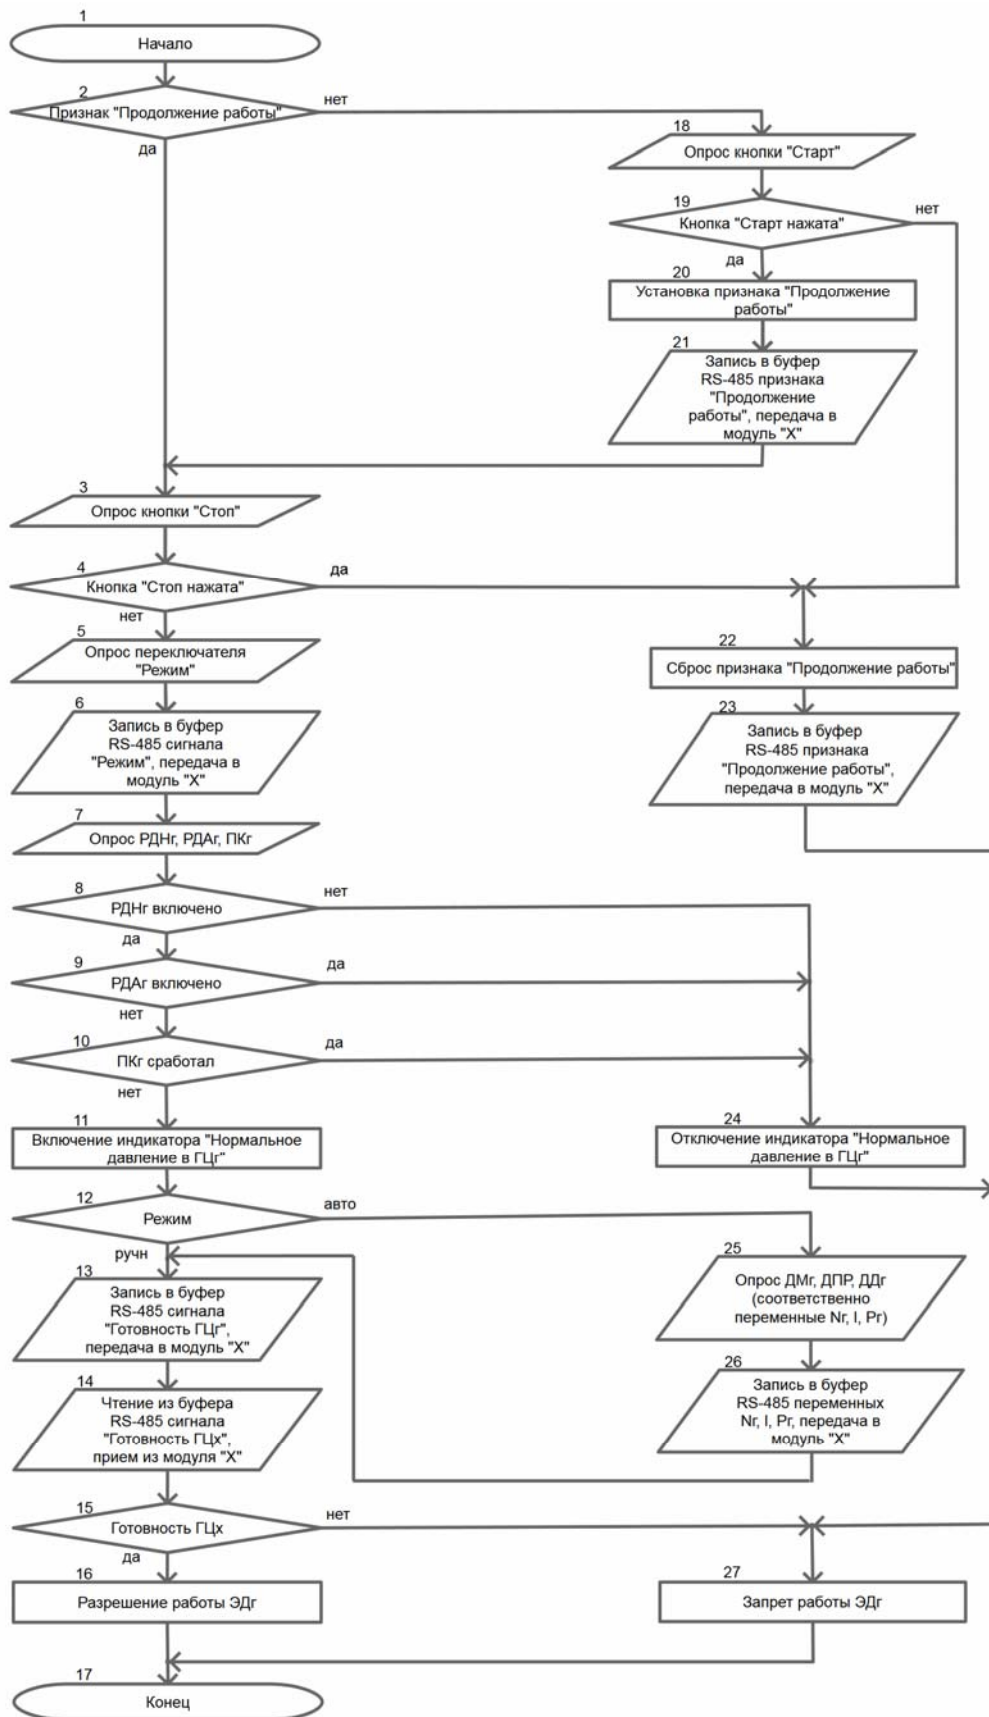 1
Начало
2
Признак "Продолжение работы"
нет
да
18
Опрос кнопки "Старт"
19
Кнопка "Старт нажата"
нет
да
20
Установка признака "Продолжение
работы"
21
Запись в буфер
RS-485 признака
"Продолжение
работы", передача в
модуль "X"
3
Опрос кнопки "Стоп"
4
Кнопка "Стоп нажата"
да
нет
5
Опрос переключателя
"Режим"
6
Запись в буфер
RS-485 сигнала
"Режим", передача в
модуль "X"
22
Сброс признака "Продолжение работы"
23
Запись в буфер
RS-485 признака
"Продолжение работы",
передача в модуль "X"
7
Опрос РДНг, РДАг, ПКг
8
РДНг включено
нет
да
9
РДАг включено
да
нет
10
ПКг сработал
да
нет
11
Включение индикатора "Нормальное
давление в ГЦг"
24
Отключение индикатора "Нормальное
давление в ГЦг"
12
Режим
авто
ручн
13
Запись в буфер
RS-485 сигнала
"Готовность ГЦг",
передача в модуль "X"
25
Опрос ДМг, ДПР, ДДг
(соответственно
переменные Nг, I, Pг)
14
Чтение из буфера
RS-485 сигнала
"Готовность ГЦх",
прием из модуля "X"
26
Запись в буфер
RS-485 переменных
Nг, I, Pг, передача в
модуль "X"
15
Готовность ГЦх
нет
да
16
Разрешение работы ЭДг
27
Запрет работы ЭДг
17
Конец